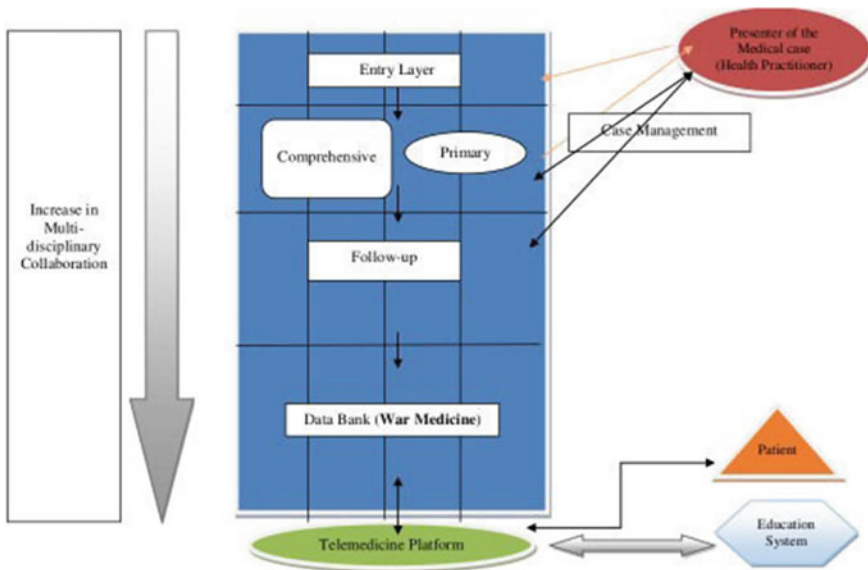 Presenter of the
Medical case
(Health Practitioner)
Entry Layer
Case Management
Comprehensive
Primary
Increase in
Multi-
disciplinary
Collaboration
Follow-up
Data Bank (War Medicine)
Patient
Telemedicine Platform
Education
System